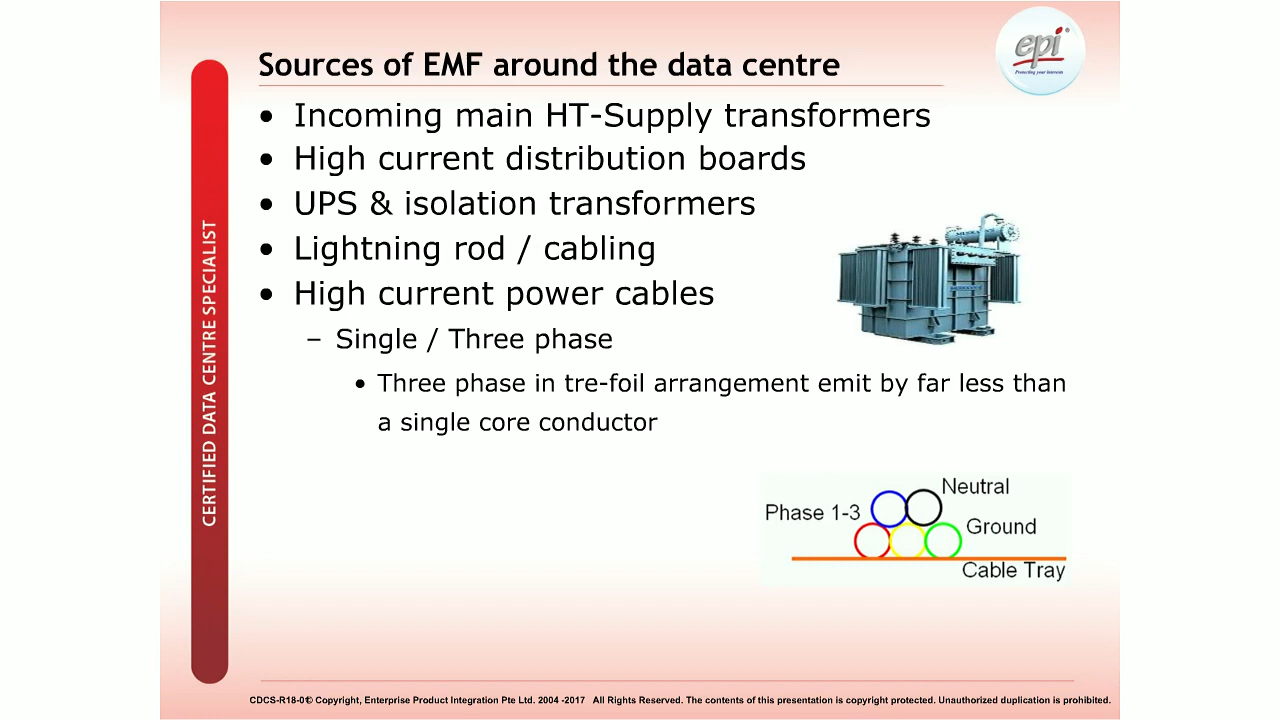 Sources of EMF around the data centre
epi
Protecting your interests
• Incoming main HT-Supply transformers
• High current distribution boards
• UPS & isolation transformers
• Lightning rod / cabling
• High current power cables
– Single / Three phase
• Three phase in tre-foil arrangement emit by far less than
a single core conductor
CERTIFIED DATA CENTRE SPECIALIST
Neutral
Phase 1-3
Ground
Cable Tray
CDCS-R18-01© Copyright, Enterprise Product Integration Pte Ltd. 2004 -2017 All Rights Reserved. The contents of this presentation is copyright protected. Unauthorized duplication is prohibited.